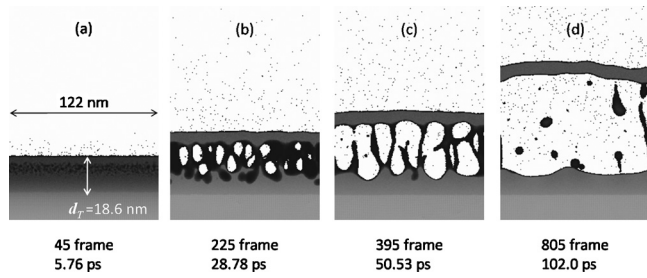 (a)
(b)
(c)
(d)
122 nm
d_T=18.6 nm
45 frame
5.76 ps
225 frame
28.78 ps
395 frame
50.53 ps
805 frame
102.0 ps